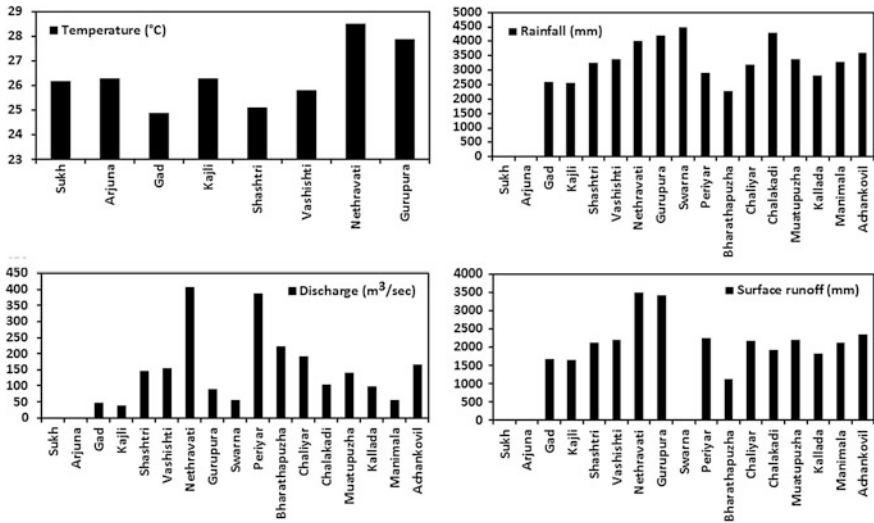 29
28
27
26
25
24
23
Temperature (°C)
Sukh
Arjuna
Gad
Kajli
Shashtri
Vashishti
Nethravati
Gurupura
5000
4500
4000
3500
3000
2500
2000
1500
1000
500
0
Rainfall (mm)
Sukh
Arjuna
Gad
Kajli
Shashtri
Vashishti
Nethravati
Gurupura
Swarna
Periyar
Bharathapuzha
Chaliyar
Chalakadi
Muatupuzha
Kallada
Manimala
Achankovil
450
400
350
300
250
200
150
100
50
0
Discharge (m³/sec)
Sukh
Arjuna
Gad
Kajli
Shashtri
Vashishti
Nethravati
Gurupura
Swarna
Periyar
Bharathapuzha
Chaliyar
Chalakadi
Muatupuzha
Kallada
Manimala
Achankovil
4000
3500
3000
2500
2000
1500
1000
500
0
Surface runoff (mm)
Sukh
Arjuna
Gad
Kajli
Shashtri
Vashishti
Nethravati
Gurupura
Swarna
Periyar
Bharathapuzha
Chaliyar
Chalakadi
Muatupuzha
Kallada
Manimala
Achankovil